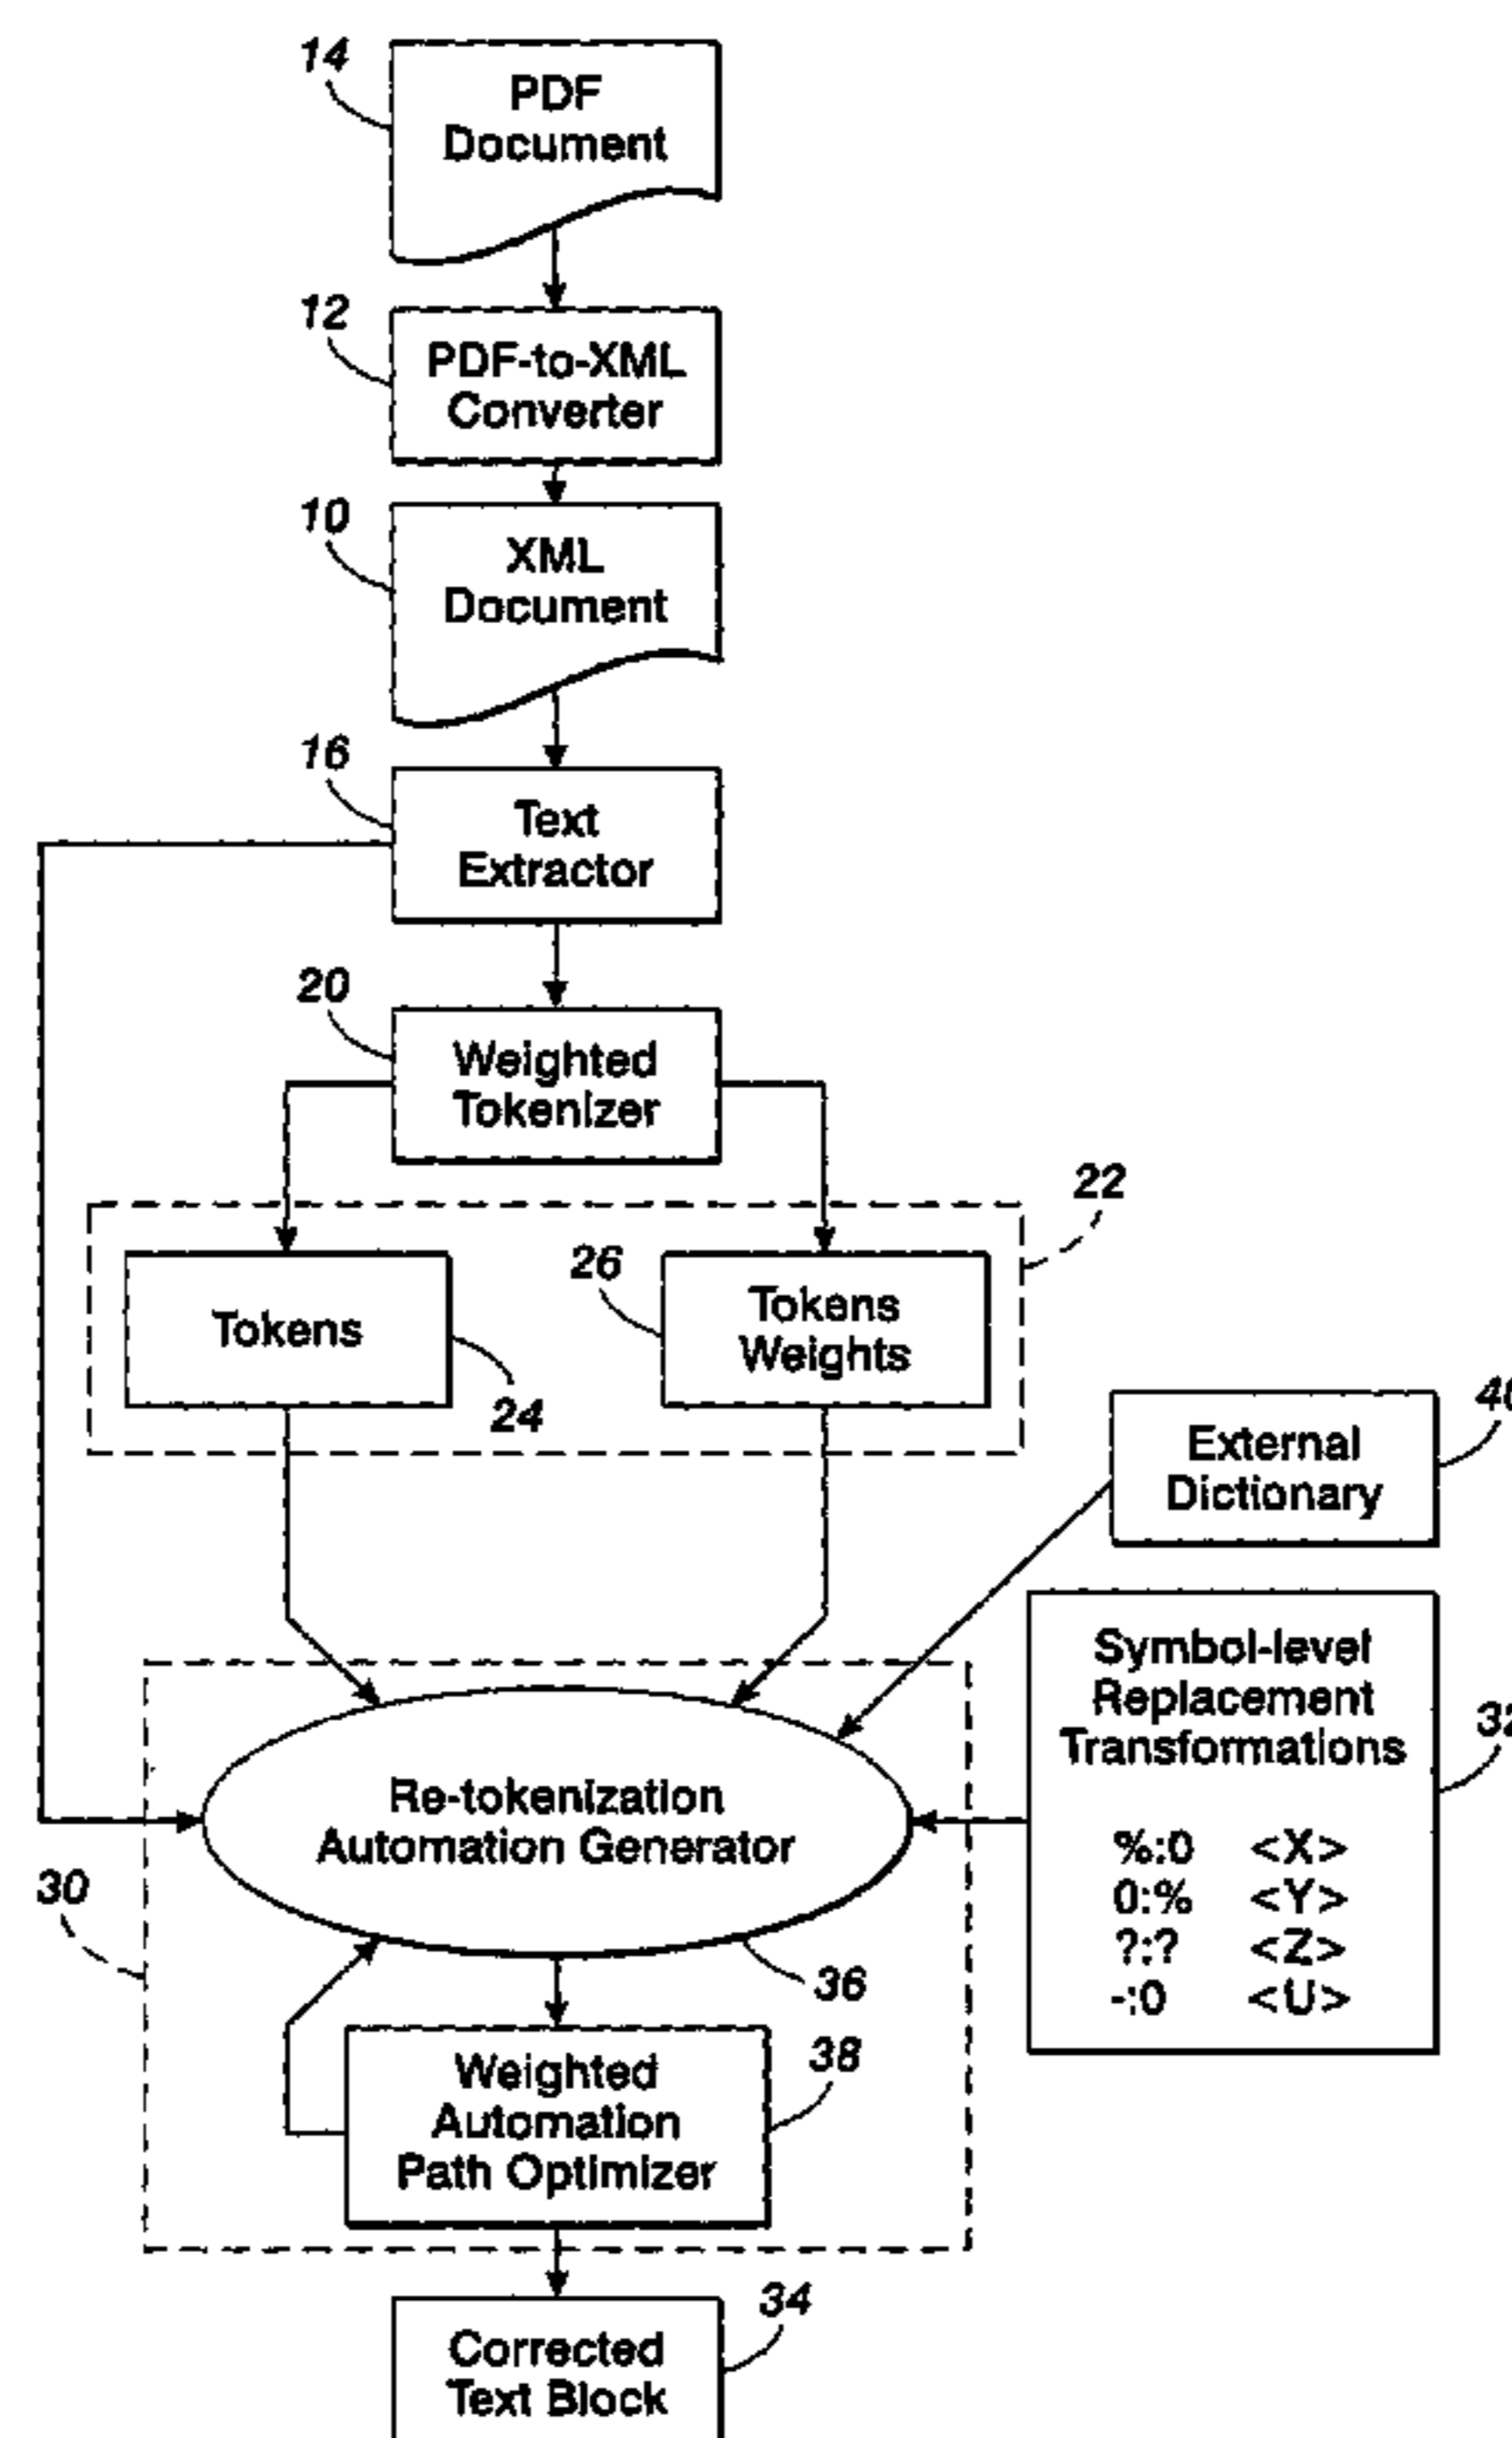 14
PDF
Document
12
PDF-to-XML
Converter
10
XML
Document
16
Text
Extractor
20
Weighted
Tokenizer
22
Tokens
24
26
Tokens
Weights
External
Dictionary
Symbol-level
Replacement
Transformations
%:0 <X>
0:% <Y>
?:? <Z>
-:0 <U>
Re-tokenization
Automation Generator
30
36
Weighted
Automation
Path Optimizer
38
34
Corrected
Text Block